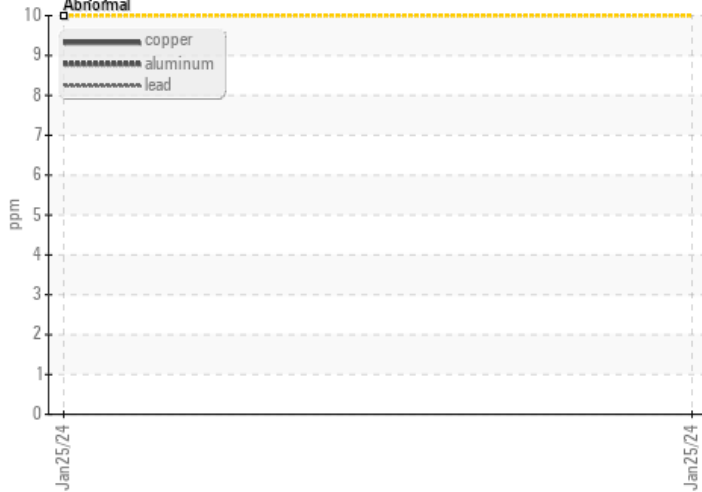 Abnormal
10
copper
9
aluminum
lead
8
7
6
ppm
5
4
3
2
1
0
Jan25/24
Jan25/24